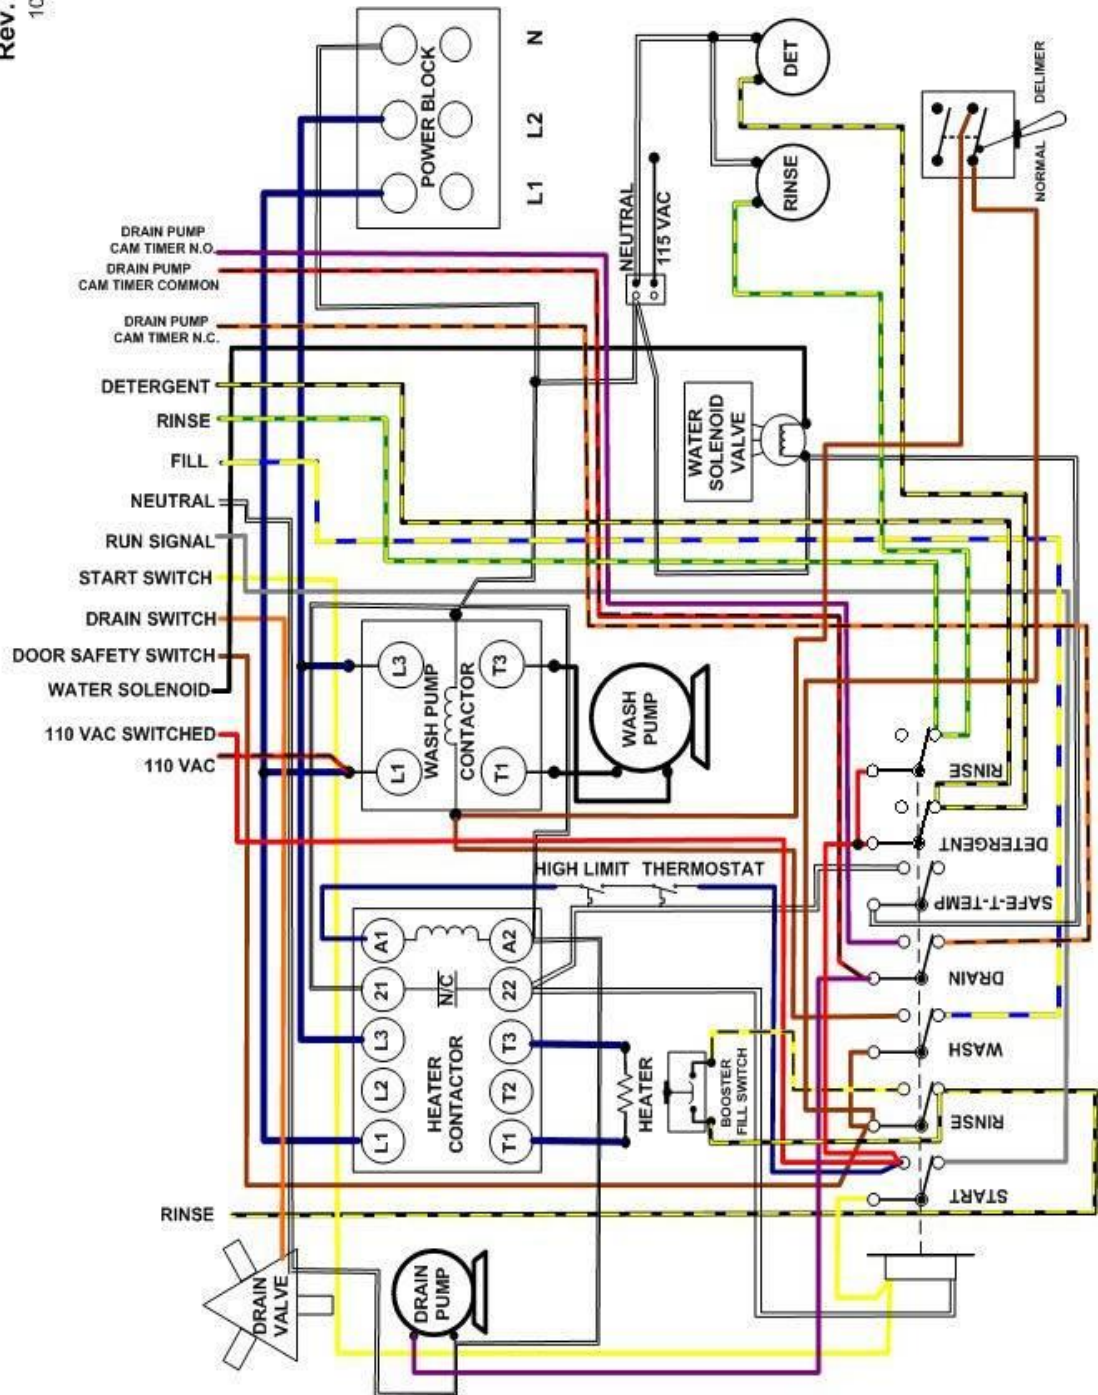 Rev.
10
POWER BLOCK
N
L2
L1
DET
RINSE
NORMAL
DELIMER
NEUTRAL
115 VAC
DRAIN PUMP
CAM TIMER N.O.
DRAIN PUMP
CAM TIMER COMMON
DRAIN PUMP
CAM TIMER N.C.
DETERGENT
RINSE
FILL
NEUTRAL
RUN SIGNAL
START SWITCH
DRAIN SWITCH
DOOR SAFETY SWITCH
WATER SOLENOID
110 VAC SWITCHED
110 VAC
WATER
SOLENOID
VALVE
L3
T3
WASH PUMP
CONTACTOR
L1
T1
WASH
PUMP
HIGH LIMIT THERMOSTAT
A1
A2
21
N/C
22
L3
T3
HEATER
CONTACTOR
L2
T2
L1
T1
HEATER
BOOSTER
FILL SWITCH
RINSE
DETERGENT
SAFE-T-TEMP
DRAIN
WASH
RINSE
START
RINSE
DRAIN
VALVE
DRAIN
PUMP